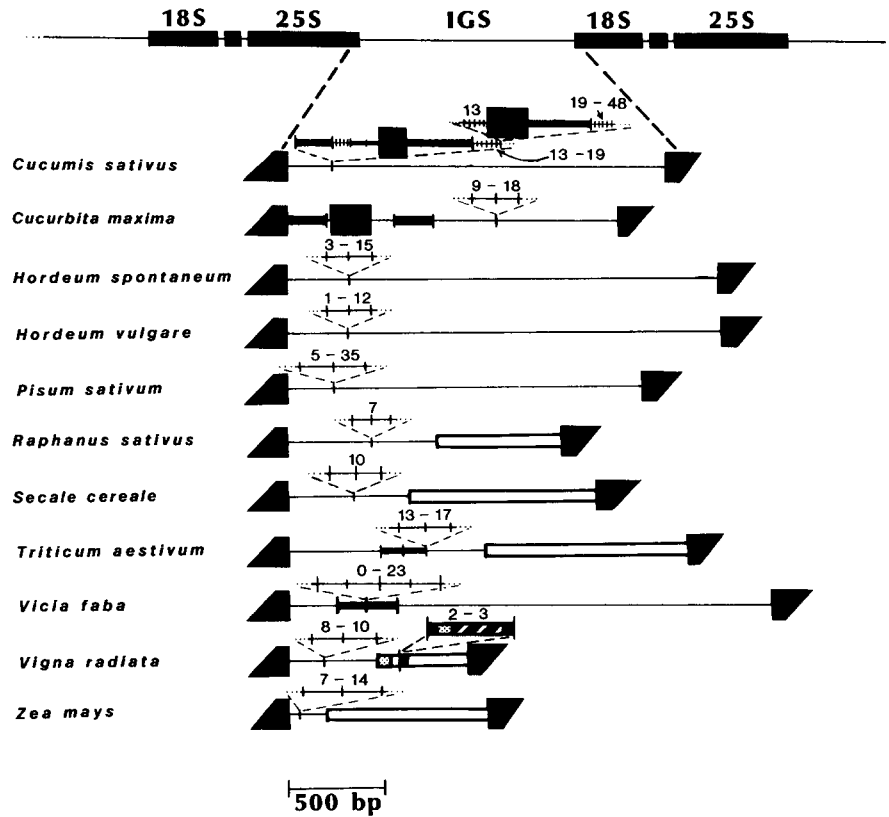 18S 25S IGS 18S 25S
13 19 - 48
Cucumis sativus 13 - 19
9 - 18
Cucurbita maxima
3 - 15
Hordeum spontaneum
1 - 12
Hordeum vulgare
5 - 35
Pisum sativum
7
Raphanus sativus
10
Secale cereale
13 - 17
Triticum aestivum
0 - 23
Vicia faba
2 - 3
8 - 10
Vigna radiata
7 - 14
Zea mays
500 bp